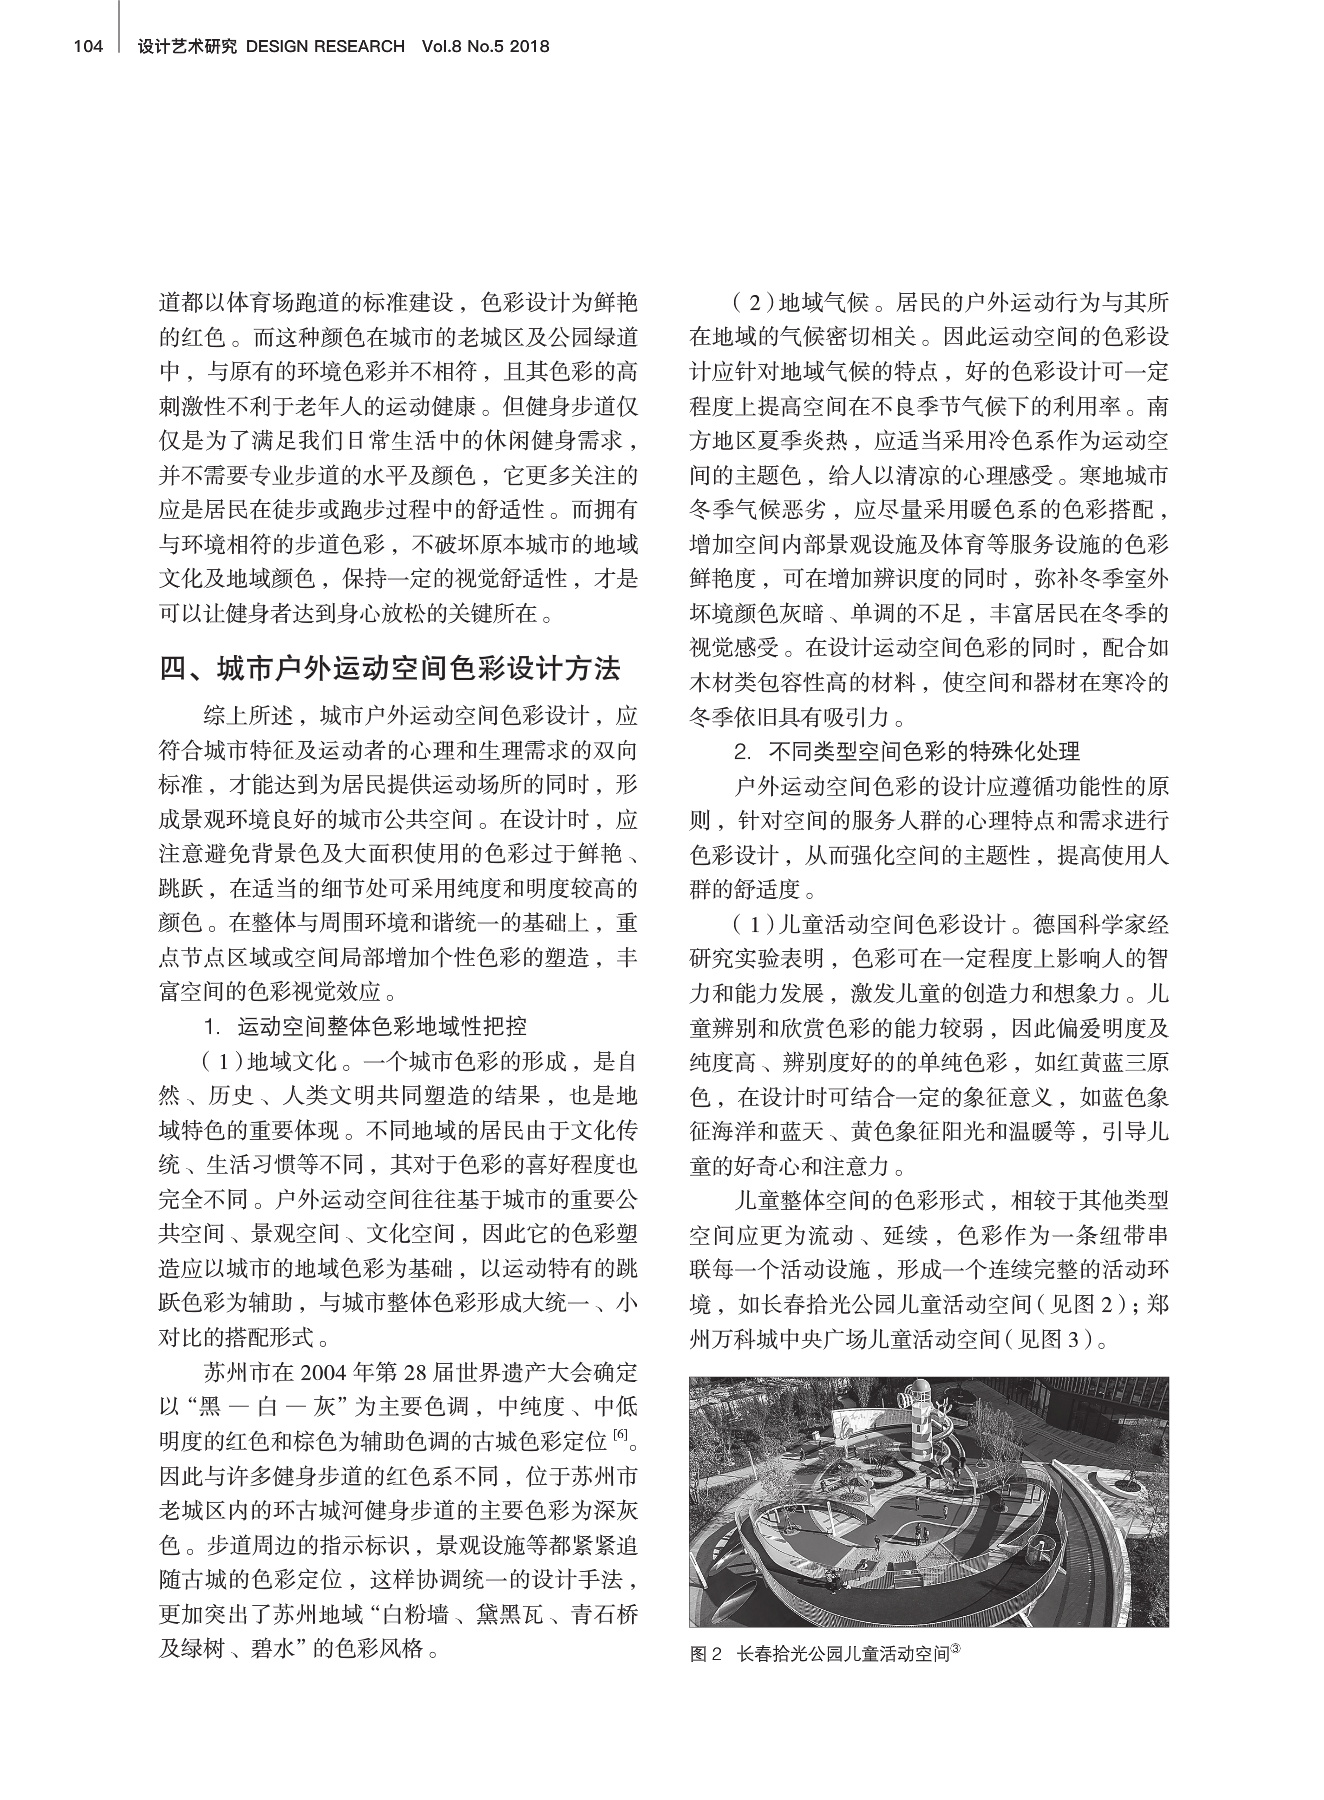 104 设计艺术研究 DESIGN RESEARCH Vol.8 No.5 2018
道都以体育场跑道的标准建设，色彩设计为鲜艳
的红色。而这种颜色在城市的老城区及公园绿道
中，与原有的环境色彩并不相符，且其色彩的高
刺激性不利于老年人的运动健康。但健身步道仅
仅是为了满足我们日常生活中的休闲健身需求，
并不需要专业步道的水平及颜色，它更多关注的
应是居民在徒步或跑步过程中的舒适性。而拥有
与环境相符的步道色彩，不破坏原本城市的地域
文化及地域颜色，保持一定的视觉舒适性，才是
可以让健身者达到身心放松的关键所在。
四、城市户外运动空间色彩设计方法
综上所述，城市户外运动空间色彩设计，应
符合城市特征及运动者的心理和生理需求的双向
标准，才能达到为居民提供运动场所的同时，形
成景观环境良好的城市公共空间。在设计时，应
注意避免背景色及大面积使用的色彩过于鲜艳、
跳跃，在适当的细节处可采用纯度和明度较高的
颜色。在整体与周围环境和谐统一的基础上，重
点节点区域或空间局部增加个性色彩的塑造，丰
富空间的色彩视觉效应。
1. 运动空间整体色彩地域性把控
（1）地域文化。一个城市色彩的形成，是自
然、历史、人类文明共同塑造的结果，也是地
域特色的重要体现。不同地域的居民由于文化传
统、生活习惯等不同，其对于色彩的喜好程度也
完全不同。户外运动空间往往基于城市的重要公
共空间、景观空间、文化空间，因此它的色彩塑
造应以城市的地域色彩为基础，以运动特有的跳
跃色彩为辅助，与城市整体色彩形成大统一、小
对比的搭配形式。
苏州市在 2004 年第 28 届世界遗产大会确定
以“黑 — 白 — 灰”为主要色调，中纯度、中低
明度的红色和棕色为辅助色调的古城色彩定位[6]。
因此与许多健身步道的红色系不同，位于苏州市
老城区内的环古城河健身步道的主要色彩为深灰
色。步道周边的指示标识，景观设施等都紧紧追
随古城的色彩定位，这样协调统一的设计手法，
更加突出了苏州地域“白粉墙、黛黑瓦、青石桥
及绿树、碧水”的色彩风格。
（2）地域气候。居民的户外运动行为与其所
在地域的气候密切相关。因此运动空间的色彩设
计应针对地域气候的特点，好的色彩设计可一定
程度上提高空间在不良季节气候下的利用率。南
方地区夏季炎热，应适当采用冷色系作为运动空
间的主题色，给人以清凉的心理感受。寒地城市
冬季气候恶劣，应尽量采用暖色系的色彩搭配，
增加空间内部景观设施及体育等服务设施的色彩
鲜艳度，可在增加辨识度的同时，弥补冬季室外
坏境颜色灰暗、单调的不足，丰富居民在冬季的
视觉感受。在设计运动空间色彩的同时，配合如
木材类包容性高的材料，使空间和器材在寒冷的
冬季依旧具有吸引力。
2. 不同类型空间色彩的特殊化处理
户外运动空间色彩的设计应遵循功能性的原
则，针对空间的服务人群的心理特点和需求进行
色彩设计，从而强化空间的主题性，提高使用人
群的舒适度。
（1）儿童活动空间色彩设计。德国科学家经
研究实验表明，色彩可在一定程度上影响人的智
力和能力发展，激发儿童的创造力和想象力。儿
童辨别和欣赏色彩的能力较弱，因此偏爱明度及
纯度高、辨别度好的的单纯色彩，如红黄蓝三原
色，在设计时可结合一定的象征意义，如蓝色象
征海洋和蓝天、黄色象征阳光和温暖等，引导儿
童的好奇心和注意力。
儿童整体空间的色彩形式，相较于其他类型
空间应更为流动、延续，色彩作为一条纽带串
联每一个活动设施，形成一个连续完整的活动环
境，如长春拾光公园儿童活动空间（见图 2）；郑
州万科城中央广场儿童活动空间（见图 3）。
图 2 长春拾光公园儿童活动空间③